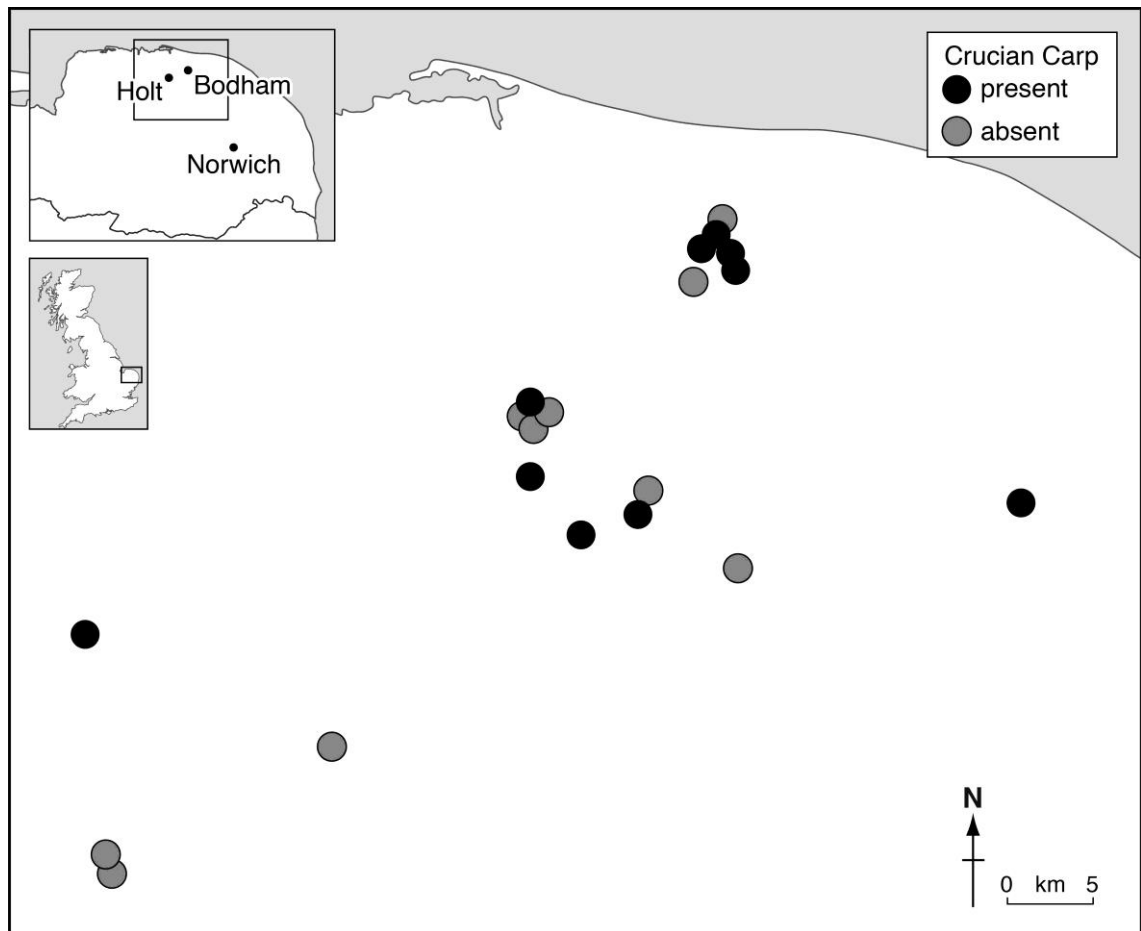 Holt
Bodham
Norwich
Crucian Carp
present
absent
N
0 km 5